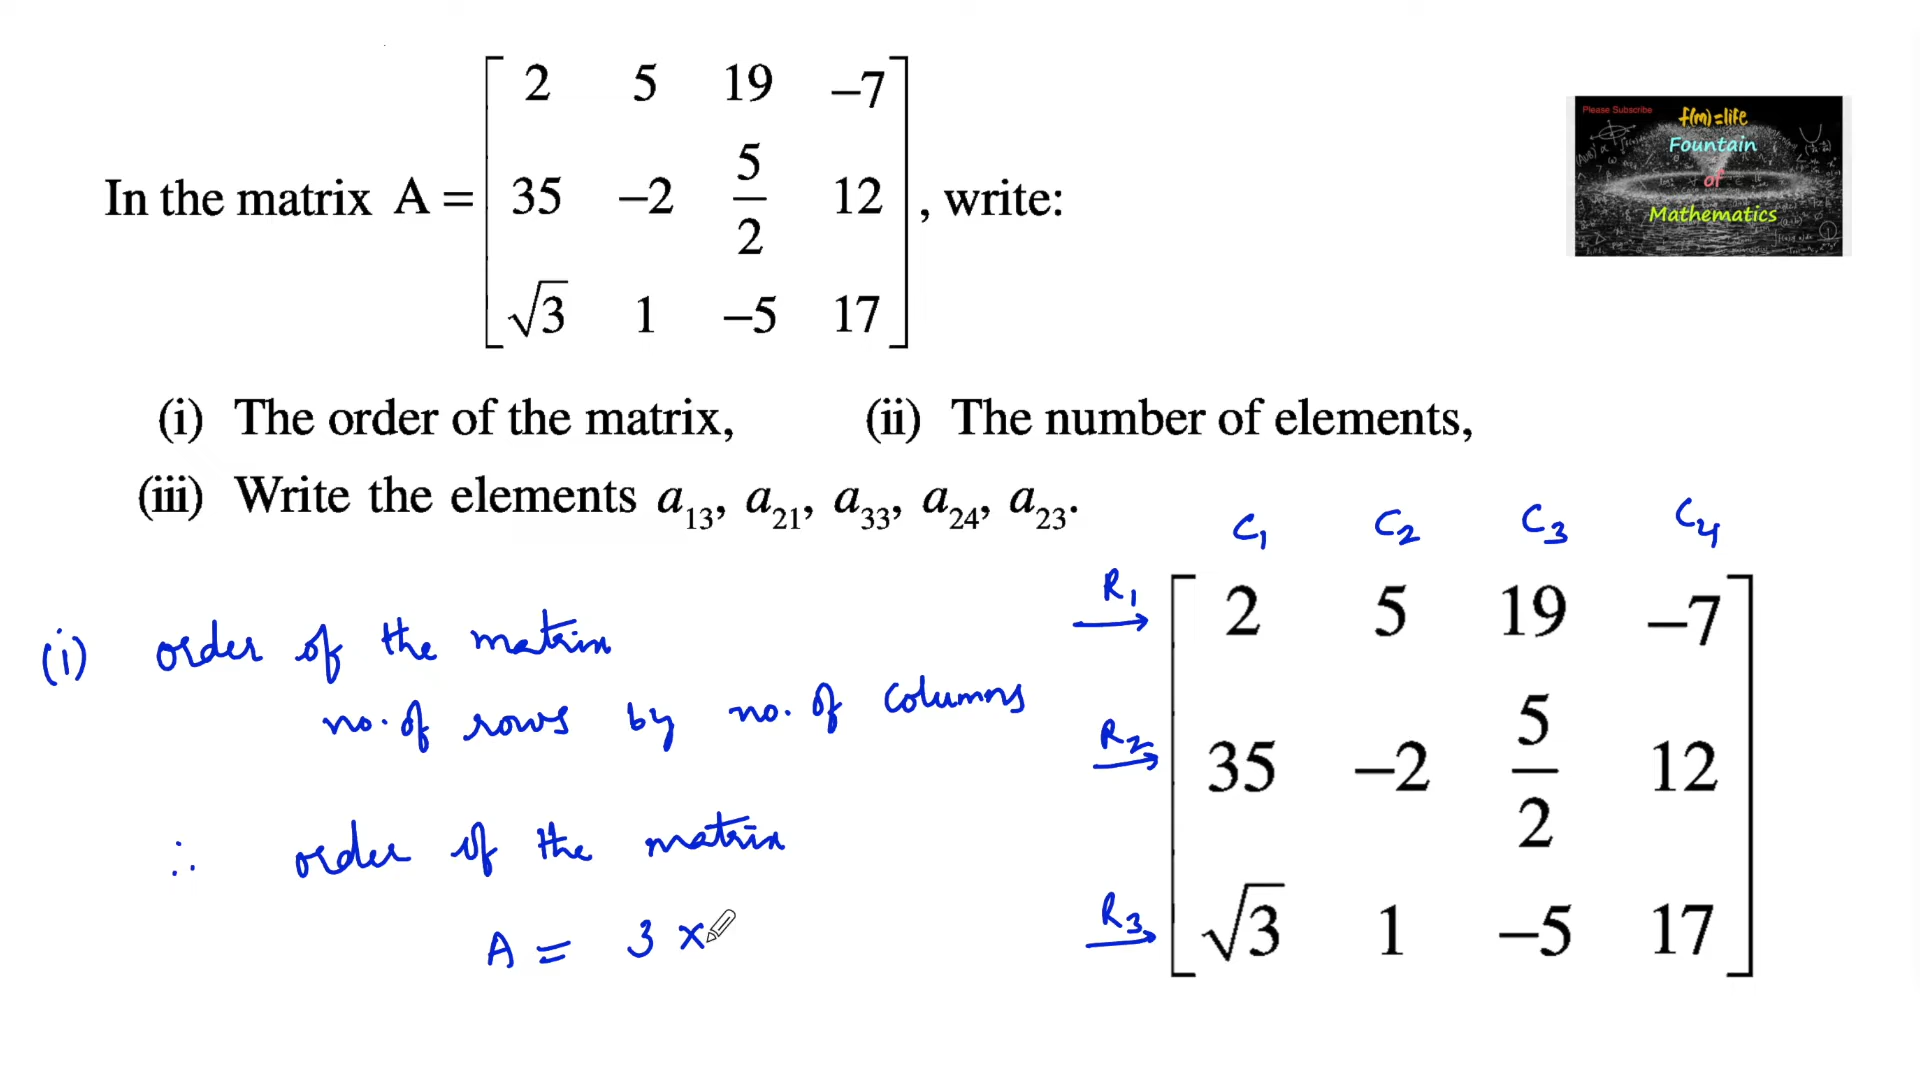 In the matrix A = [ 2 5 19 –7
35 –2 5/2 12
√3 1 –5 17 ], write:
Please Subscribe
f(m)=life
Fountain
of
Mathematics
(i) The order of the matrix, (ii) The number of elements,
(iii) Write the elements a₁₃, a₂₁, a₃₃, a₂₄, a₂₃.
(i) order of the matrix
no. of rows by no. of columns
∴ order of the matrix
A = 3 ×
C₁ C₂ C₃ C₄
R₁ 2 5 19 –7
R₂ 35 –2 5/2 12
R₃ √3 1 –5 17